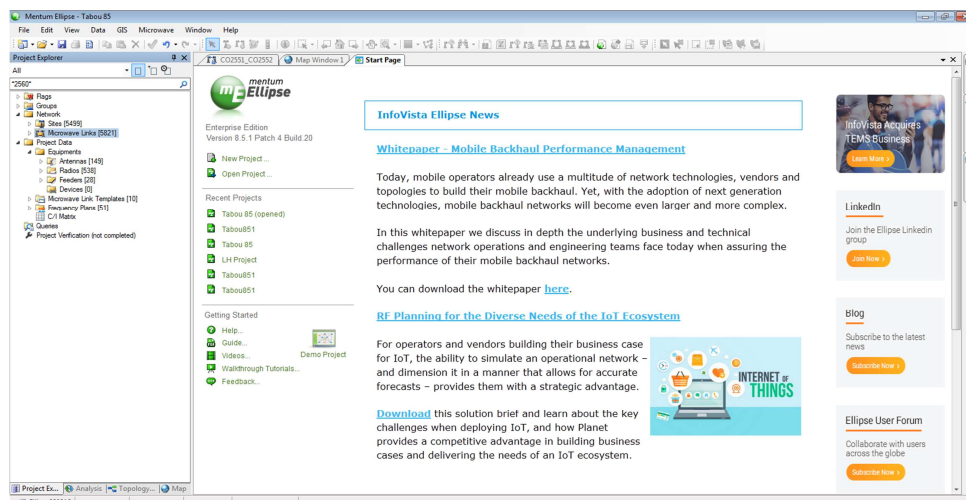 Mentum Ellipse - Tabou 85
File Edit View Data GIS Microwave Window Help
Project Explorer
All
"2560"
Flags
Groups
Network
Sites [5499]
Microwave Links [5821]
Project Data
Equipments
Antennas [149]
Radios [538]
Feeders [28]
Devices [0]
Microwave Link Templates [10]
Frequency Plans [51]
C/I Matrix
Queries
Project Verification (not completed)
Project Ex... Analysis Topology... Map
CO2551_CO2552 Map Window 1 Start Page
mentum
mE Ellipse
Enterprise Edition
Version 8.5.1 Patch 4 Build.20
New Project ...
Open Project ...
Recent Projects
Tabou 85 (opened)
Tabou851
Tabou 85
LH Project
Tabou851
Tabou851
Getting Started
Help...
Guide...
Videos...
Walkthrough Tutorials...
Feedback...
Demo Project
InfoVista Ellipse News
Whitepaper - Mobile Backhaul Performance Management
Today, mobile operators already use a multitude of network technologies, vendors and
topologies to build their mobile backhaul. Yet, with the adoption of next generation
technologies, mobile backhaul networks will become even larger and more complex.
In this whitepaper we discuss in depth the underlying business and technical
challenges network operations and engineering teams face today when assuring the
performance of their mobile backhaul networks.
You can download the whitepaper here.
RF Planning for the Diverse Needs of the IoT Ecosystem
For operators and vendors building their business case
for IoT, the ability to simulate an operational network –
and dimension it in a manner that allows for accurate
forecasts – provides them with a strategic advantage.
Download this solution brief and learn about the key
challenges when deploying IoT, and how Planet
provides a competitive advantage in building business
cases and delivering the needs of an IoT ecosystem.
INTERNET OF
THINGS
InfoVista Acquires
TEMS Business
Learn More >
LinkedIn
Join the Ellipse Linkedin
group
Join Now >
Blog
Subscribe to the latest
news
Subscribe Now >
Ellipse User Forum
Collaborate with users
across the globe
Subscribe Now >